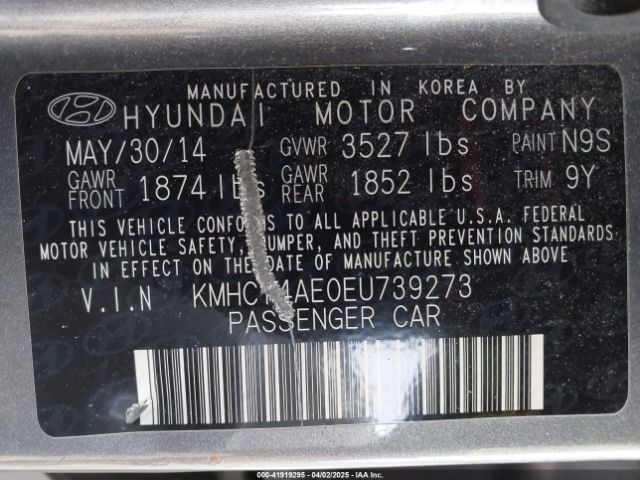 MANUFACTURED IN KOREA BY
HYUNDAI MOTOR COMPANY
MAY/30/14 GVWR 3527 lbs PAINT N9S
GAWR FRONT 1874 lbs GAWR REAR 1852 lbs TRIM 9Y
THIS VEHICLE CONFORMS TO ALL APPLICABLE U.S.A. FEDERAL
MOTOR VEHICLE SAFETY, BUMPER, AND THEFT PREVENTION STANDARDS
IN EFFECT ON THE DATE OF MANUFACTURE SHOWN ABOVE.
V.I.N
PASSENGER CAR
000-41919295 04/02/2025 IAA Inc.